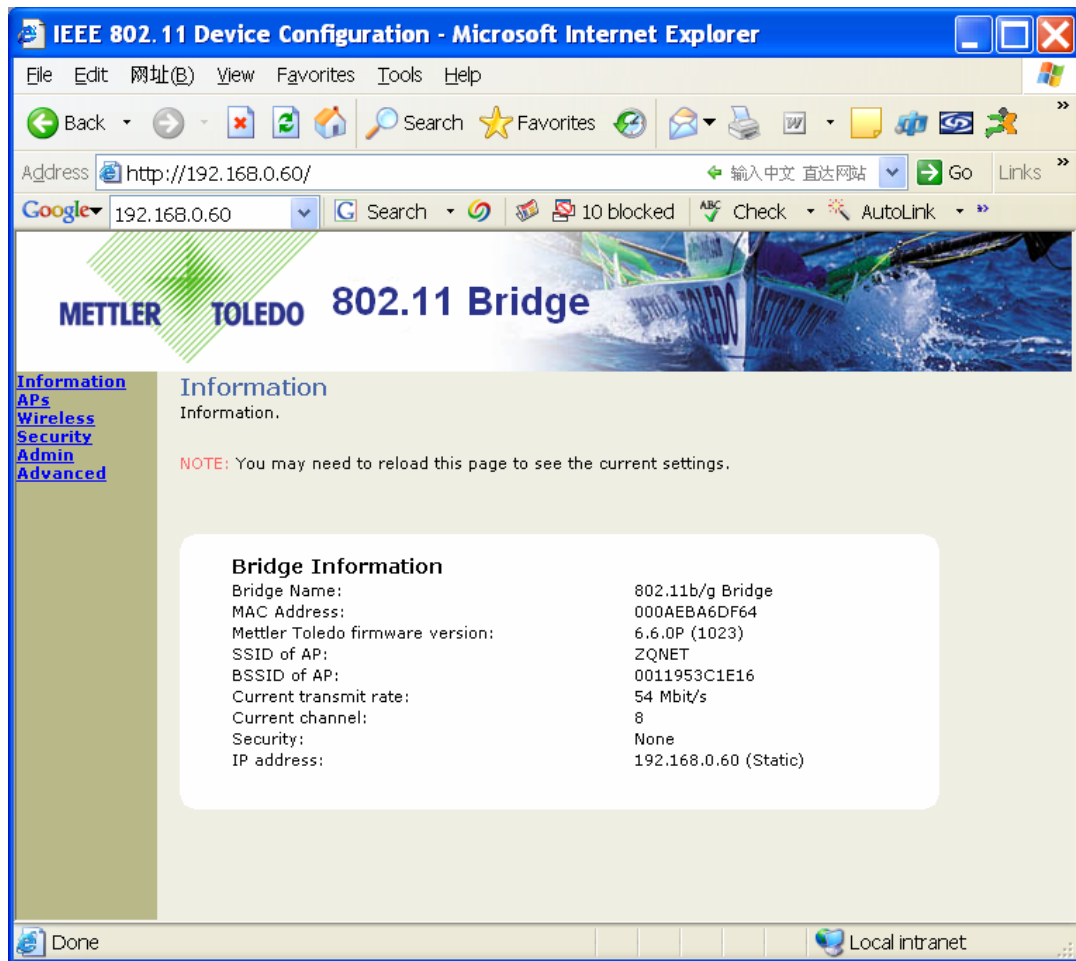 IEEE 802.11 Device Configuration - Microsoft Internet Explorer
File Edit 网址(B) View Favorites Tools Help
Back Search Favorites »
Address http://192.168.0.60/ 输入中文 直达网站 Go Links »
Google 192.168.0.60 G Search 10 blocked ABC Check AutoLink »
METTLER TOLEDO 802.11 Bridge
Information
APs
Wireless
Security
Admin
Advanced
Information
Information.
NOTE: You may need to reload this page to see the current settings.
Bridge Information
Bridge Name: 802.11b/g Bridge
MAC Address: 000AEBA6DF64
Mettler Toledo firmware version: 6.6.0P (1023)
SSID of AP: ZQNET
BSSID of AP: 0011953C1E16
Current transmit rate: 54 Mbit/s
Current channel: 8
Security: None
IP address: 192.168.0.60 (Static)
Done Local intranet